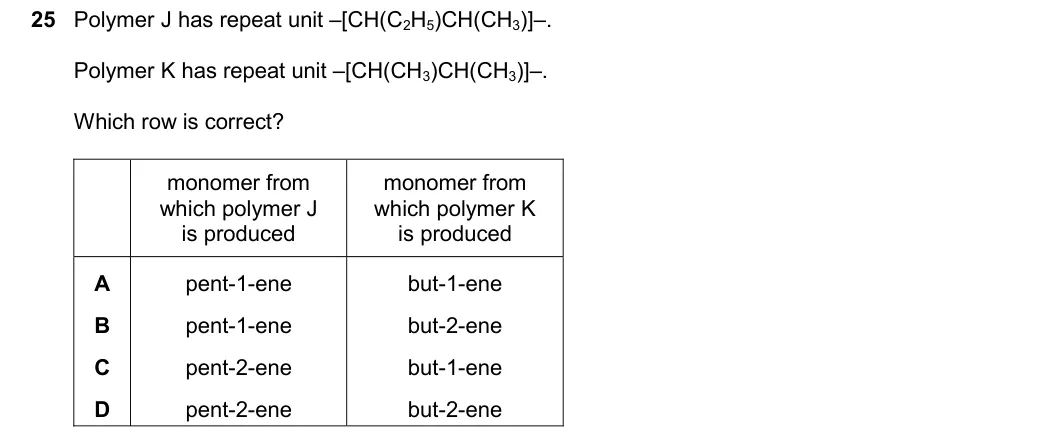 25 Polymer J has repeat unit –[CH(C₂H₅)CH(CH₃)]–.
Polymer K has repeat unit –[CH(CH₃)CH(CH₃)]–.
Which row is correct?
monomer from which polymer J is produced | monomer from which polymer K is produced
A pent-1-ene but-1-ene
B pent-1-ene but-2-ene
C pent-2-ene but-1-ene
D pent-2-ene but-2-ene